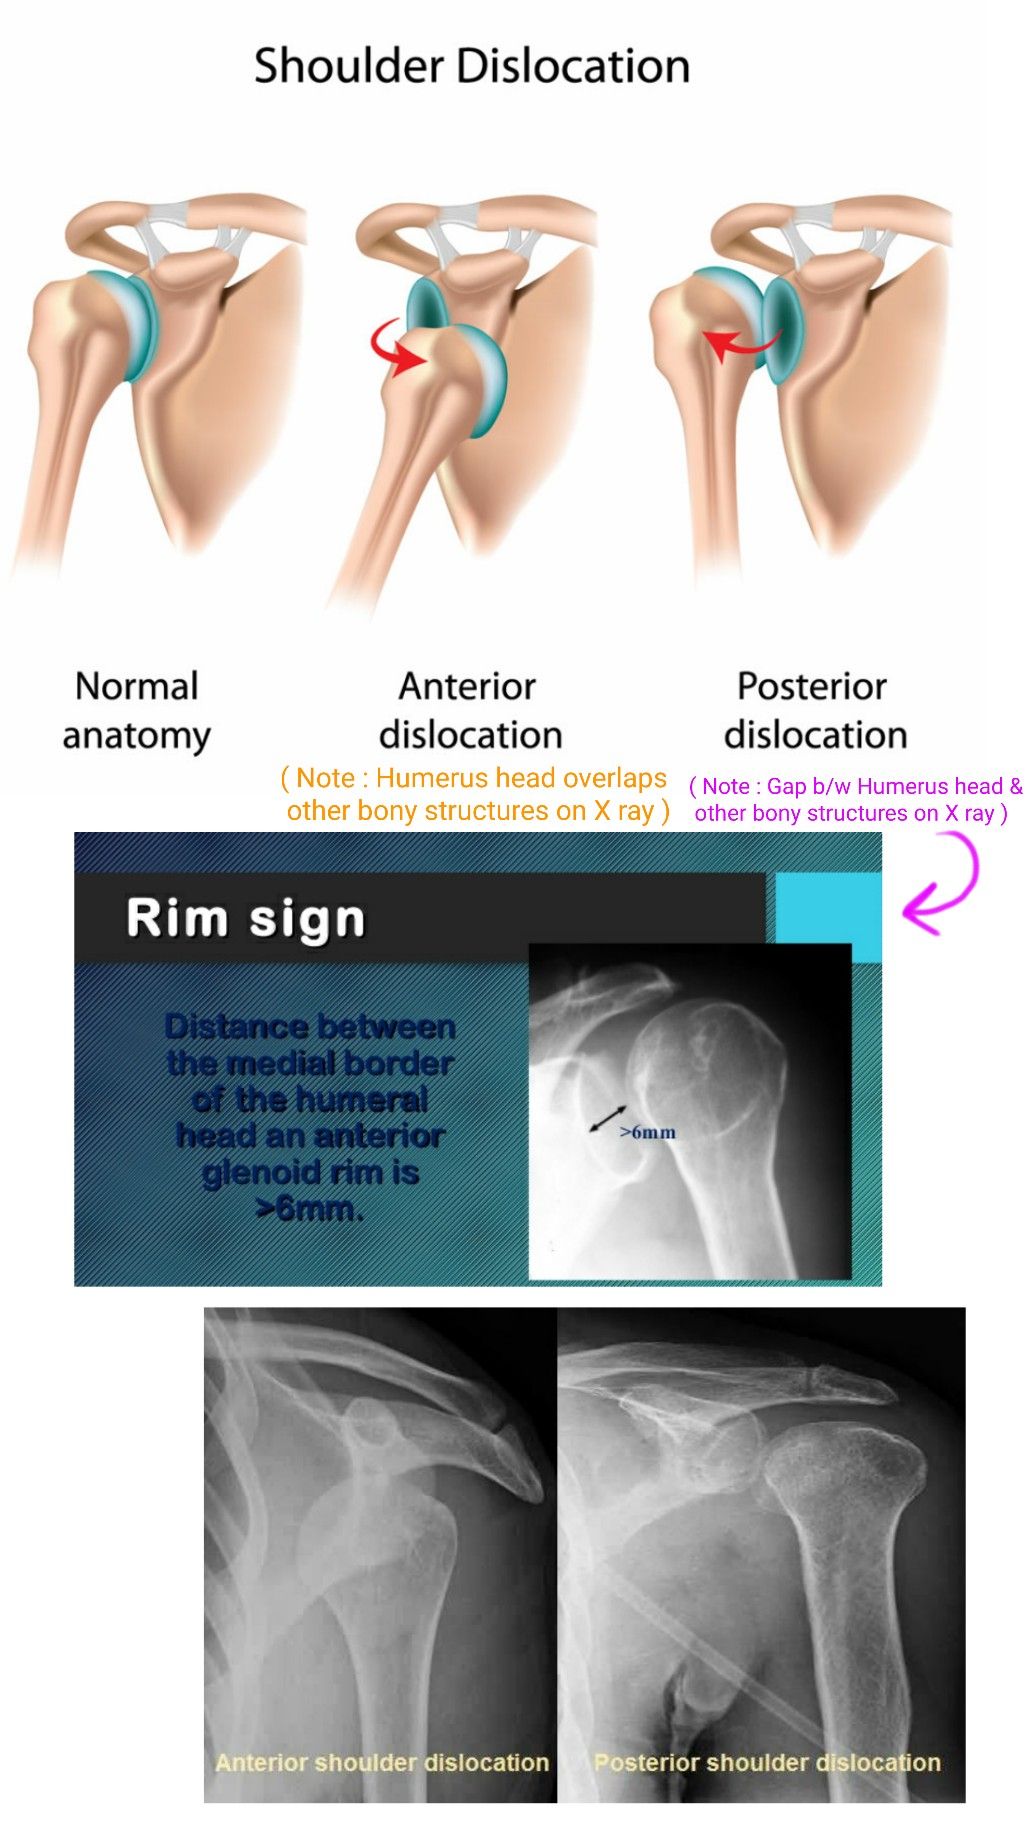 Shoulder Dislocation
Normal
anatomy
Anterior
dislocation
Posterior
dislocation
( Note : Humerus head overlaps
other bony structures on X ray )
( Note : Gap b/w Humerus head &
other bony structures on X ray )
Rim sign
Distance between
the medial border
of the humeral
head an anterior
glenoid rim is
>6mm.
>6mm
Anterior shoulder dislocation
Posterior shoulder dislocation